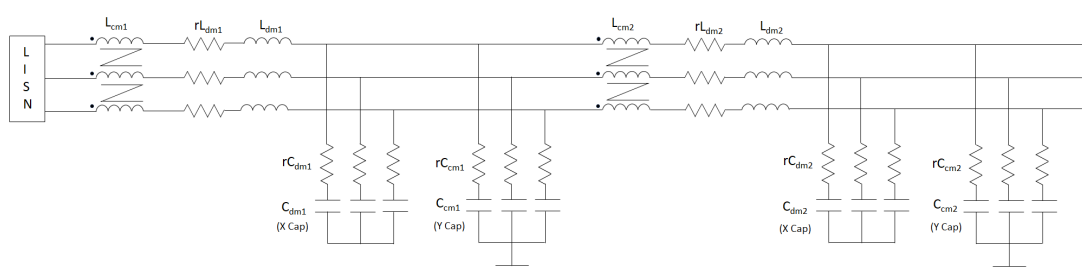 L
I
S
N
Lcm1
rLdm1
Ldm1
Lcm2
rLdm2
Ldm2
rCdm1
rCcm1
rCdm2
rCcm2
Cdm1
(X Cap)
Ccm1
(Y Cap)
Cdm2
(X Cap)
Ccm2
(Y Cap)